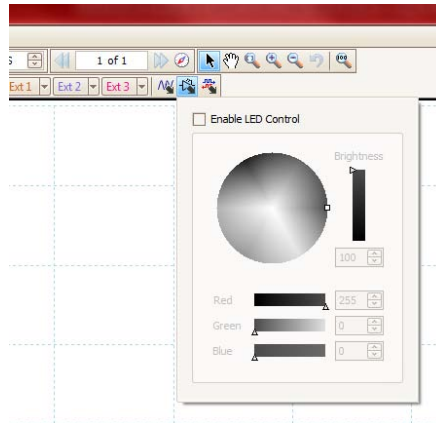 1 of 1
Ext 1 Ext 2 Ext 3
Enable LED Control
Brightness
100
Red 255
Green 0
Blue 0